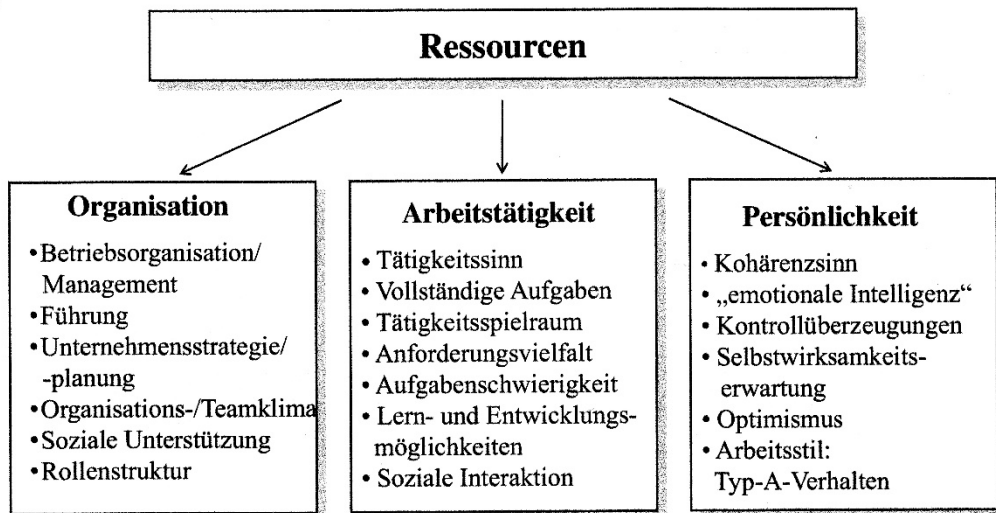 Ressourcen
Organisation
•Betriebsorganisation/
Management
•Führung
•Unternehmensstrategie/
-planung
•Organisations-/Teamklima
•Soziale Unterstützung
•Rollenstruktur
Arbeitstätigkeit
• Tätigkeitssinn
• Vollständige Aufgaben
• Tätigkeitsspielraum
• Anforderungsvielfalt
• Aufgabenschwierigkeit
• Lern- und Entwicklungs-
möglichkeiten
• Soziale Interaktion
Persönlichkeit
• Kohärenzsinn
• „emotionale Intelligenz“
• Kontrollüberzeugungen
• Selbstwirksamkeits-
erwartung
• Optimismus
• Arbeitsstil:
Typ-A-Verhalten